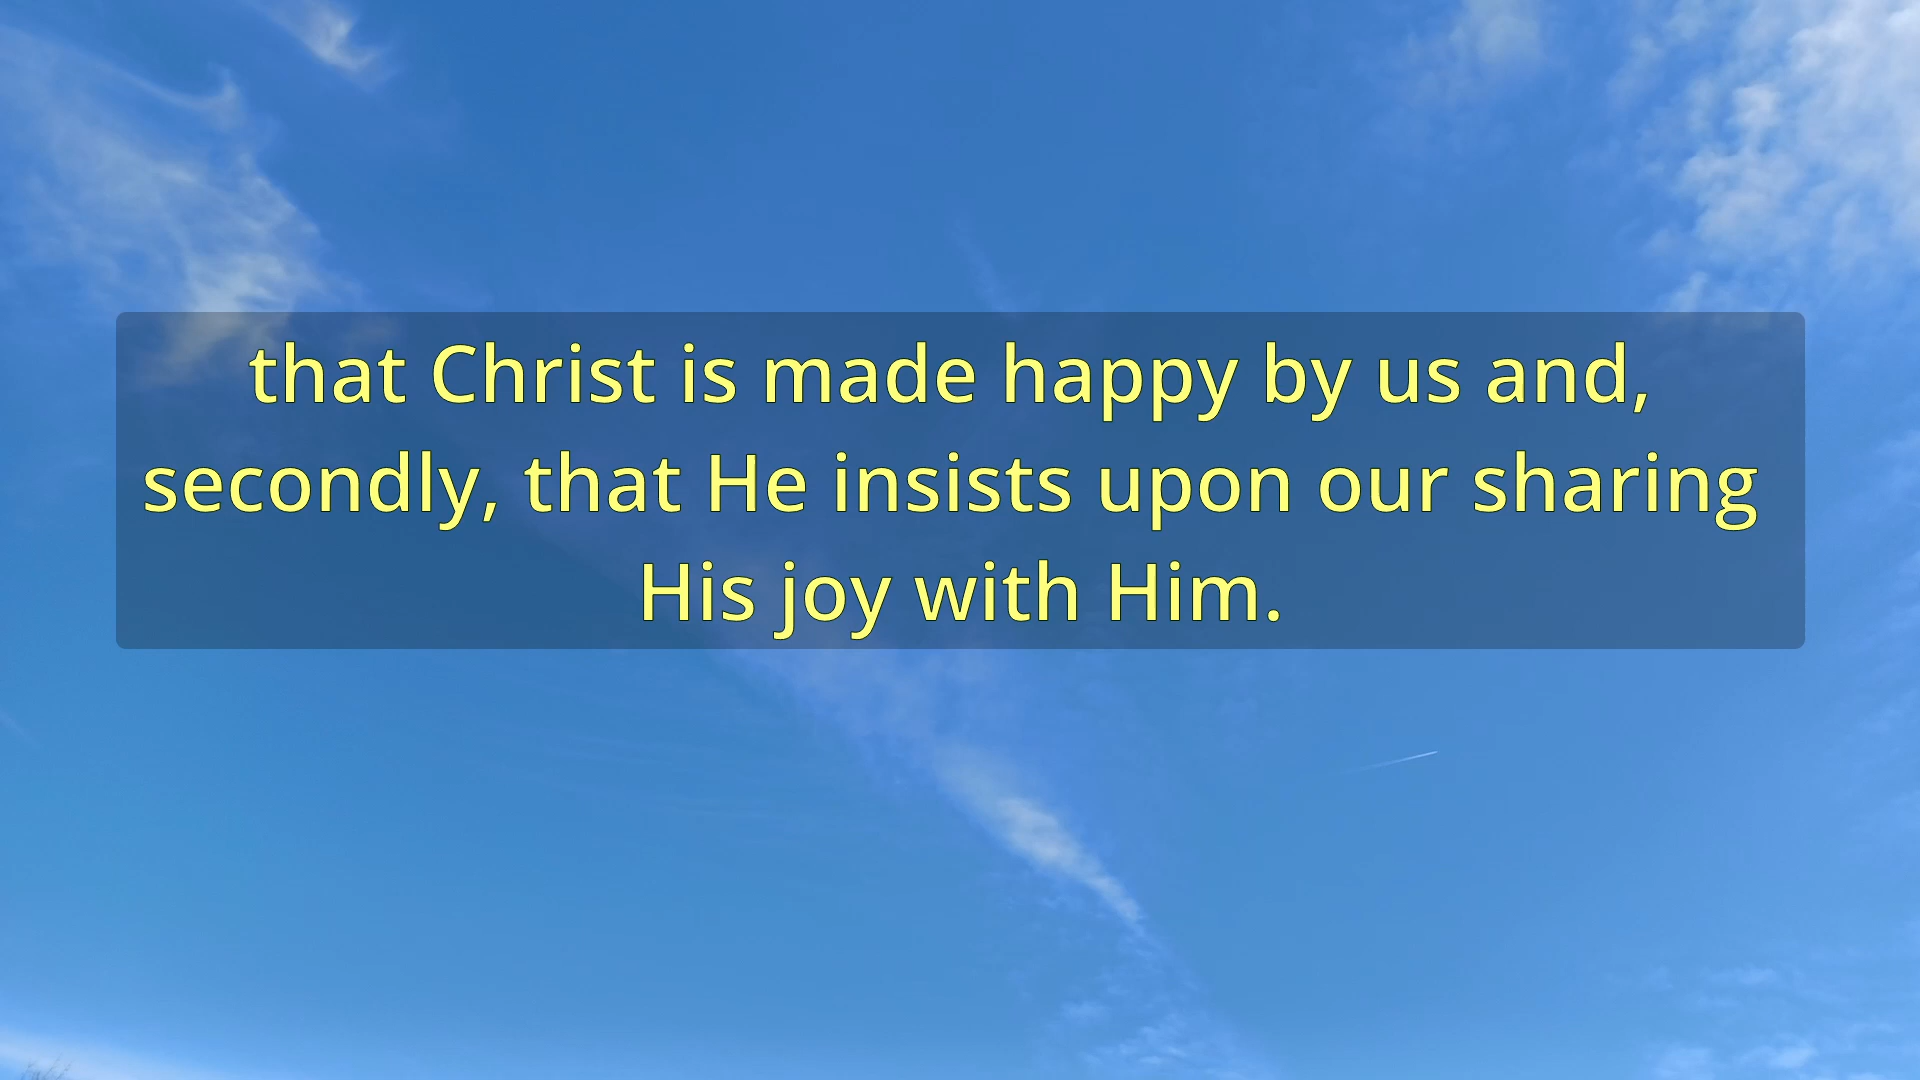 that Christ is made happy by us and,
secondly, that He insists upon our sharing
His joy with Him.